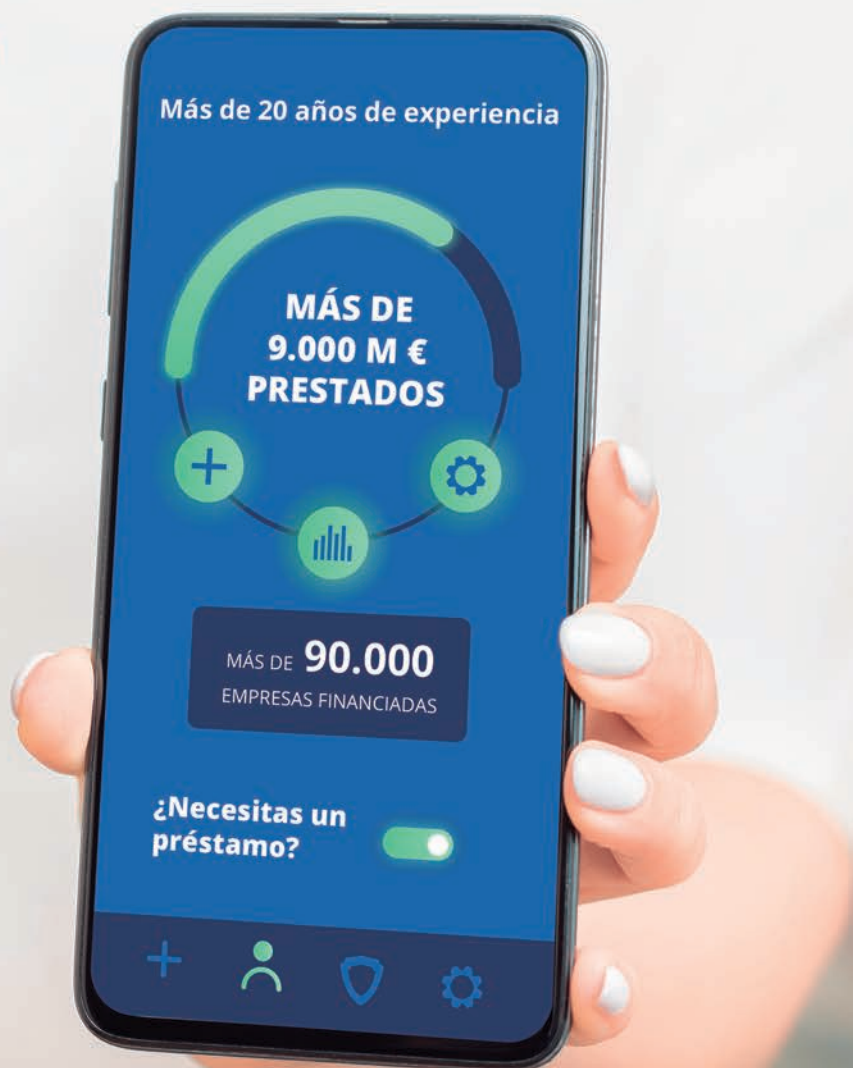 Más de 20 años de experiencia
MÁS DE
9.000 M €
PRESTADOS
MÁS DE 90.000
EMPRESAS FINANCIADAS
¿Necesitas un
préstamo?